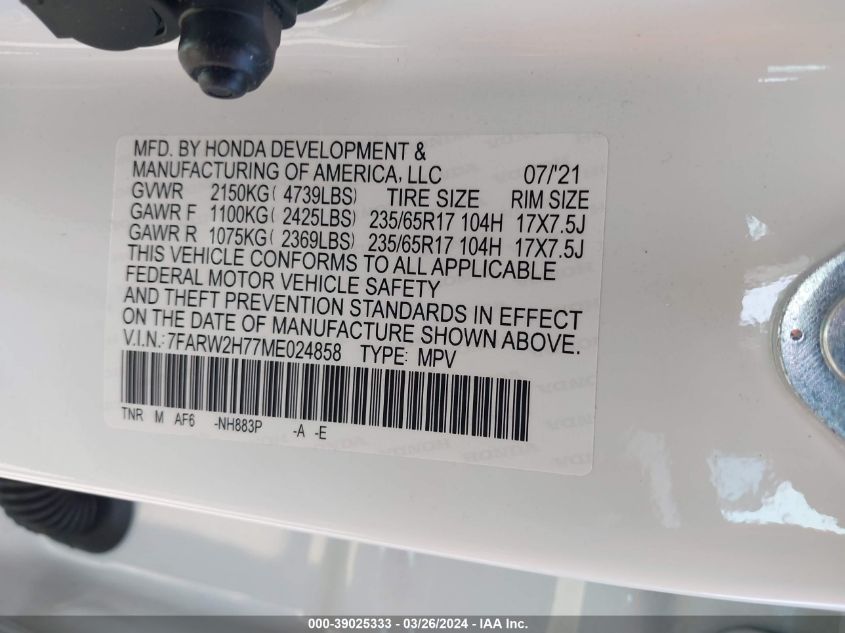 MFD. BY HONDA DEVELOPMENT &
MANUFACTURING OF AMERICA, LLC 07/'21
GVWR 2150KG( 4739LBS) TIRE SIZE RIM SIZE
GAWR F 1100KG( 2425LBS) 235/65R17 104H 17X7.5J
GAWR R 1075KG( 2369LBS) 235/65R17 104H 17X7.5J
THIS VEHICLE CONFORMS TO ALL APPLICABLE
FEDERAL MOTOR VEHICLE SAFETY
AND THEFT PREVENTION STANDARDS IN EFFECT
ON THE DATE OF MANUFACTURE SHOWN ABOVE.
V.I.N.:7FARW2H77ME024858 TYPE: MPV
TNR M AF6 -NH883P -A -E
000-39025333 - 03/26/2024 - IAA Inc.